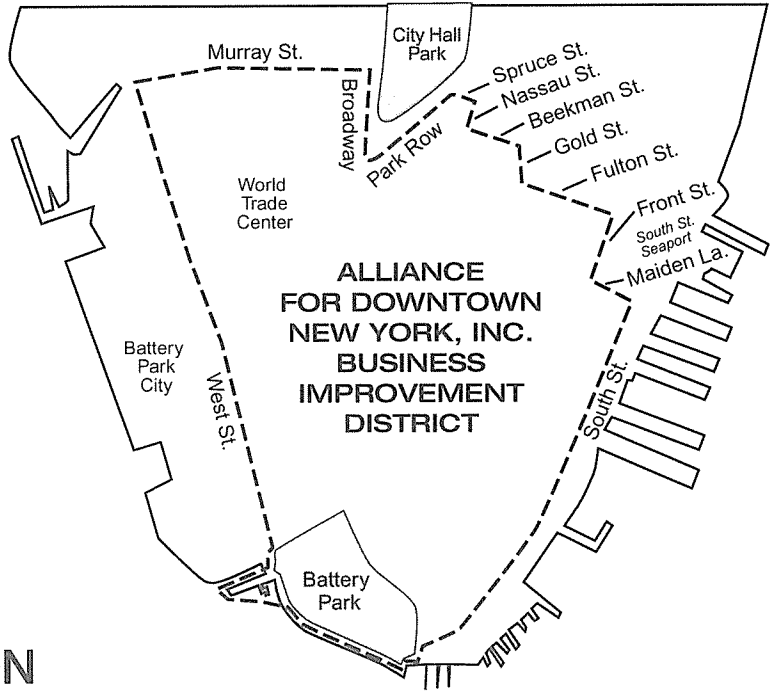 Murray St.
City Hall
Park
Broadway
Park Row
Spruce St.
Nassau St.
Beekman St.
Gold St.
Fulton St.
Front St.
South St.
Seaport
Maiden La.
World
Trade
Center
ALLIANCE
FOR DOWNTOWN
NEW YORK, INC.
BUSINESS
IMPROVEMENT
DISTRICT
Battery
Park
City
West St.
South St.
Battery
Park
N